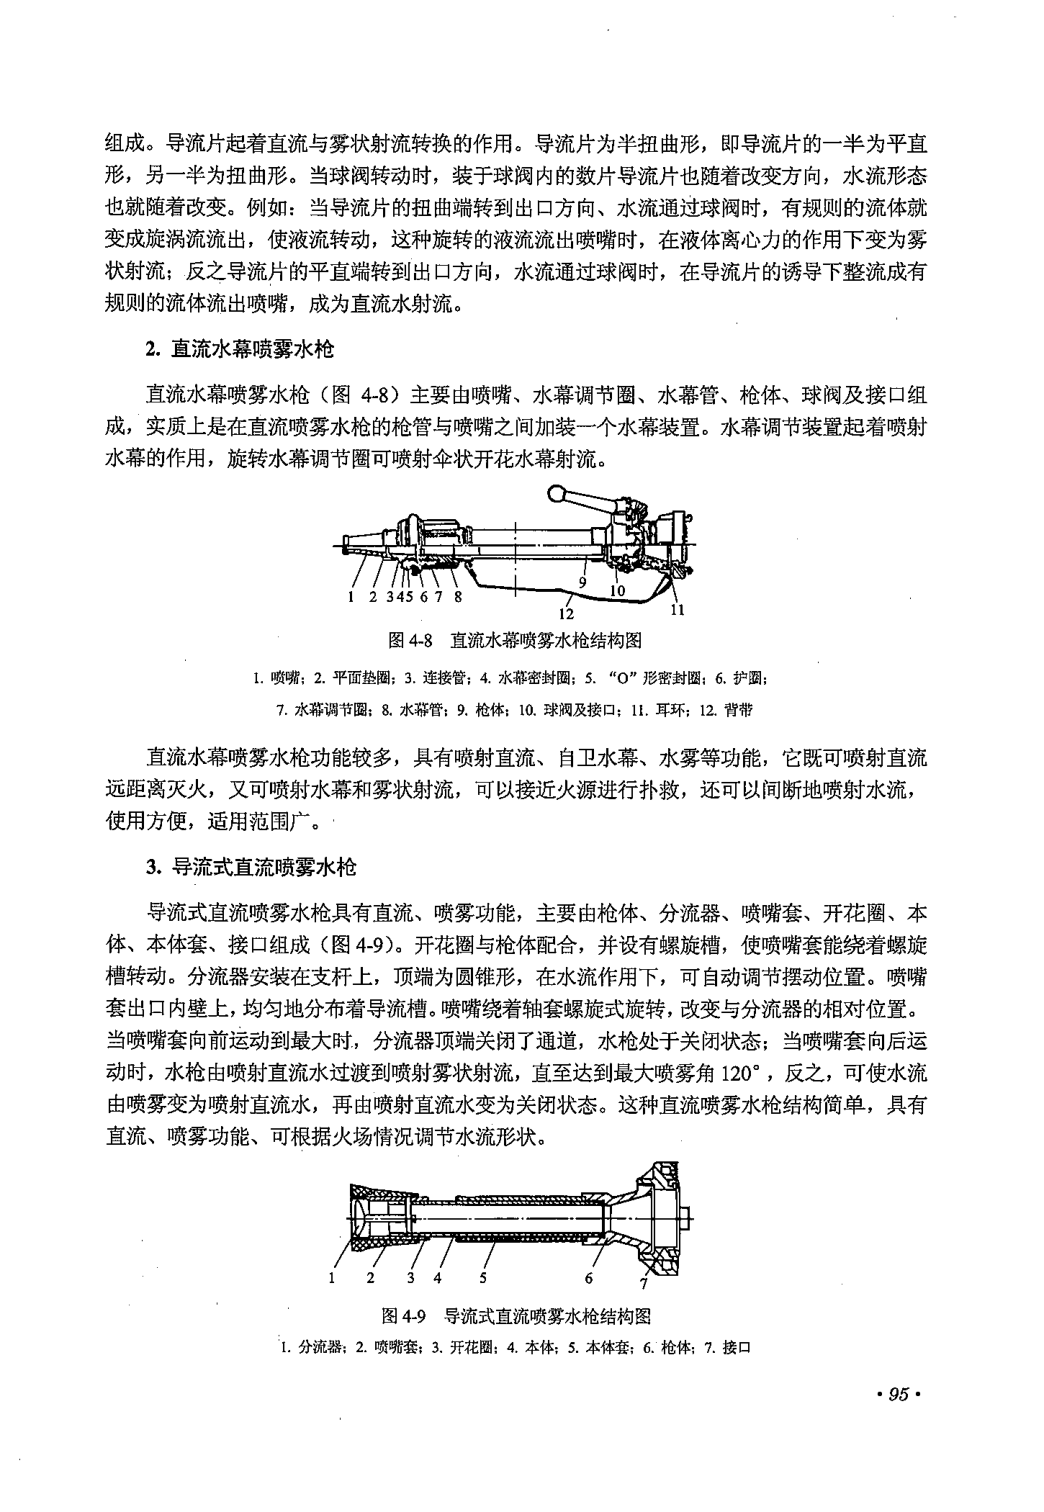 组成。导流片起着直流与雾状射流转换的作用。导流片为半扭曲形，即导流片的一半为平直
形，另一半为扭曲形。当球阀转动时，装于球阀内的数片导流片也随着改变方向，水流形态
也就随着改变。例如：当导流片的扭曲端转到出口方向、水流通过球阀时，有规则的流体就
变成旋涡流流出，使液流转动，这种旋转的液流流出喷嘴时，在液体离心力的作用下变为雾
状射流；反之导流片的平直端转到出口方向，水流通过球阀时，在导流片的诱导下整流成有
规则的流体流出喷嘴，成为直流水射流。
2. 直流水幕喷雾水枪
直流水幕喷雾水枪（图 4-8）主要由喷嘴、水幕调节圈、水幕管、枪体、球阀及接口组
成，实质上是在直流喷雾水枪的枪管与喷嘴之间加装一个水幕装置。水幕调节装置起着喷射
水幕的作用，旋转水幕调节圈可喷射伞状开花水幕射流。
1 2 3 4 5 6 7 8 9 10 11 12
图 4-8 直流水幕喷雾水枪结构图
1. 喷嘴；2. 平面垫圈；3. 连接管；4. 水幕密封圈；5. “O”形密封圈；6. 护圈；
7. 水幕调节圈；8. 水幕管；9. 枪体；10. 球阀及接口；11. 耳环；12. 背带
直流水幕喷雾水枪功能较多，具有喷射直流、自卫水幕、水雾等功能，它既可喷射直流
远距离灭火，又可喷射水幕和雾状射流，可以接近火源进行扑救，还可以间断地喷射水流，
使用方便，适用范围广。
3. 导流式直流喷雾水枪
导流式直流喷雾水枪具有直流、喷雾功能，主要由枪体、分流器、喷嘴套、开花圈、本
体、本体套、接口组成（图 4-9）。开花圈与枪体配合，并设有螺旋槽，使喷嘴套能绕着螺旋
槽转动。分流器安装在支杆上，顶端为圆锥形，在水流作用下，可自动调节摆动位置。喷嘴
套出口内壁上，均匀地分布着导流槽。喷嘴绕着轴套螺旋式旋转，改变与分流器的相对位置。
当喷嘴套向前运动到最大时，分流器顶端关闭了通道，水枪处于关闭状态；当喷嘴套向后运
动时，水枪由喷射直流水过渡到喷射雾状射流，直至达到最大喷雾角 120°，反之，可使水流
由喷雾变为喷射直流水，再由喷射直流水变为关闭状态。这种直流喷雾水枪结构简单，具有
直流、喷雾功能、可根据火场情况调节水流形状。
1 2 3 4 5 6 7
图 4-9 导流式直流喷雾水枪结构图
1. 分流器；2. 喷嘴套；3. 开花圈；4. 本体；5. 本体套；6. 枪体；7. 接口
·95·